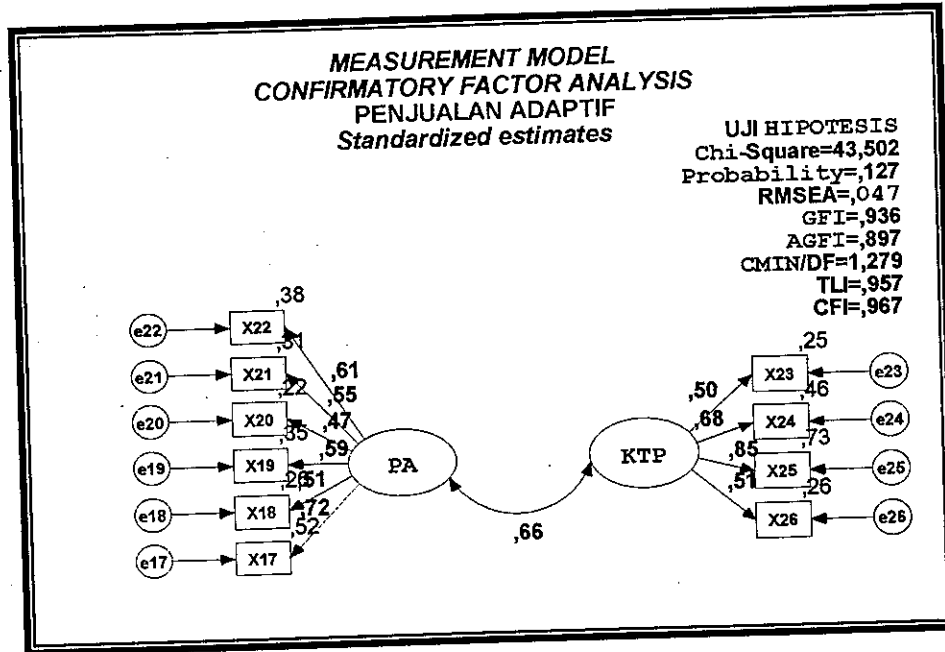 MEASUREMENT MODEL
CONFIRMATORY FACTOR ANALYSIS
PENJUALAN ADAPTIF
Standardized estimates
UJI HIPOTESIS
Chi-Square=43,502
Probability=,127
RMSEA=,047
GFI=,936
AGFI=,897
CMIN/DF=1,279
TLI=,957
CFI=,967
,38
e22 X22
,31
e21 X21
,22
e20 X20
,35
e19 X19
e18 X18
,52
e17 X17
,61
,55
,47
,59
,51
,72
PA
,66
KTP
,50
,68
,85
,51
,25
X23 e23
,46
X24 e24
,73
X25 e25
,26
X26 e26